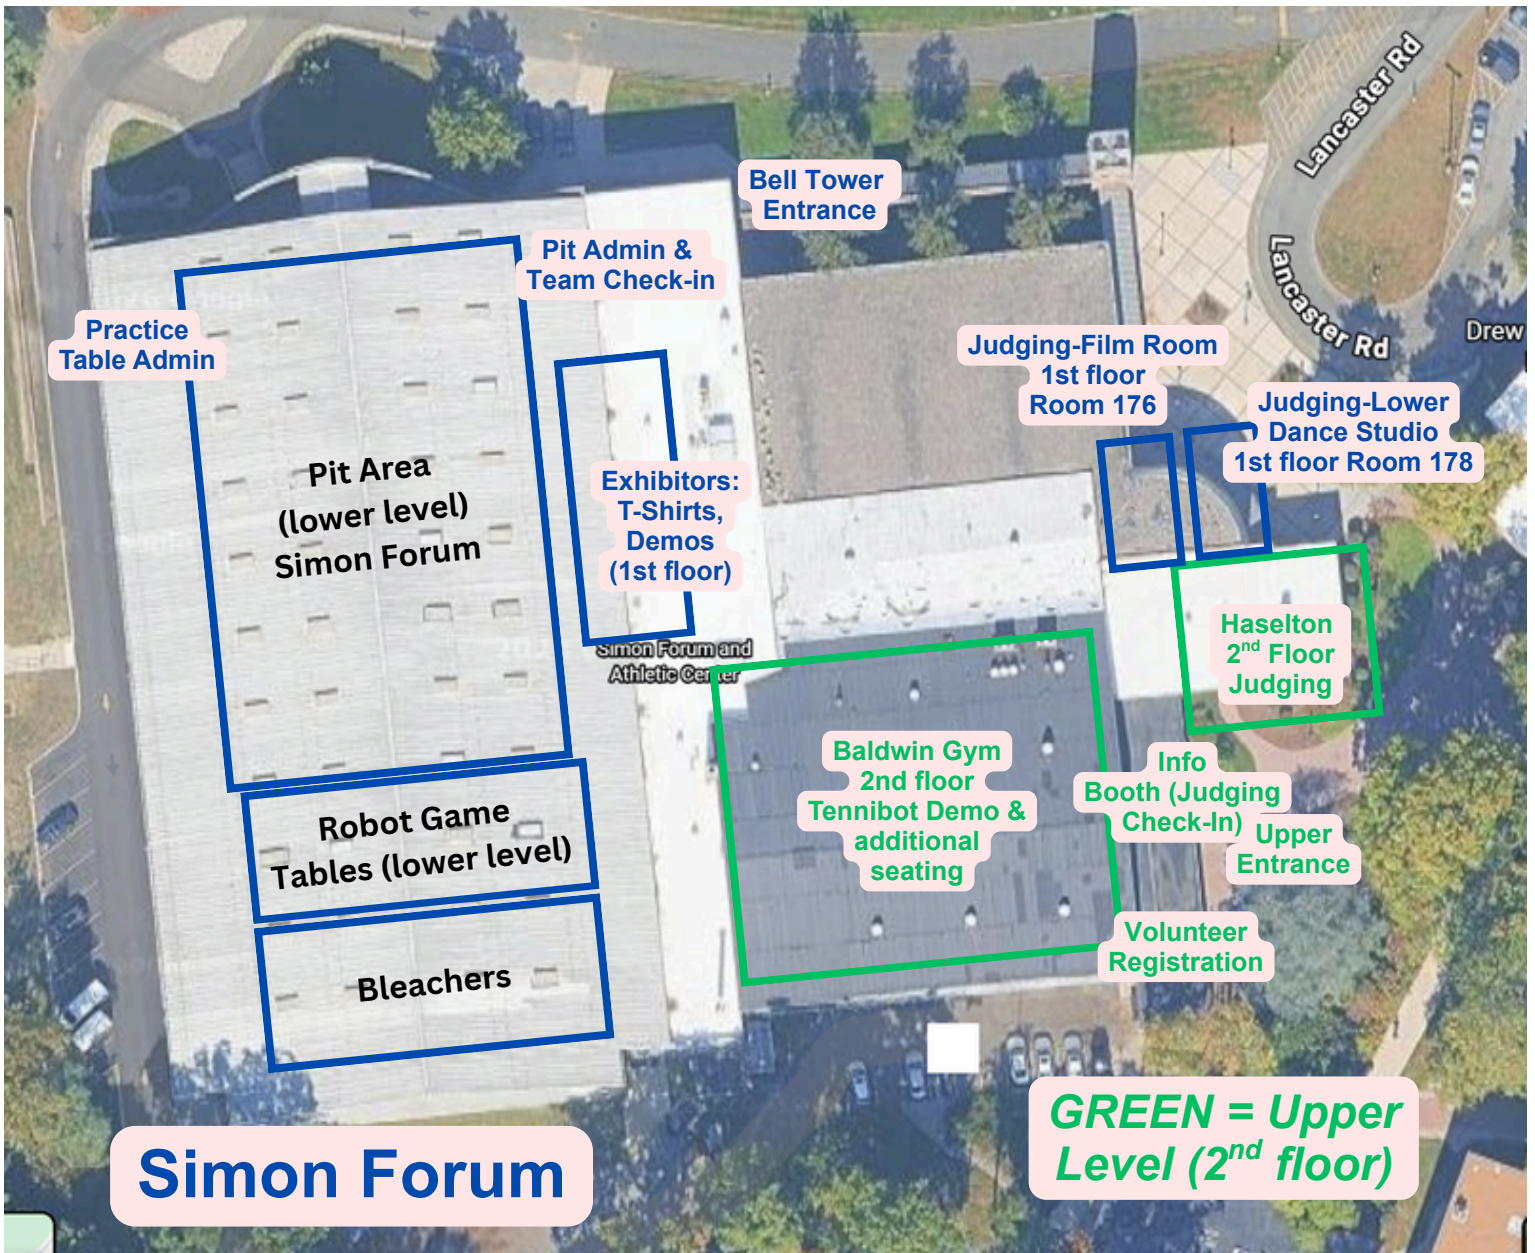 Lancaster Rd
Bell Tower
Entrance
Pit Admin &
Team Check-in
Lancaster Rd
Drew
Practice
Table Admin
Judging-Film Room
1st floor
Room 176
Judging-Lower
Dance Studio
1st floor Room 178
Pit Area
(lower level)
Simon Forum
Exhibitors:
T-Shirts,
Demos
(1st floor)
Simon Forum and
Athletic Center
Haselton
2nd Floor
Judging
Baldwin Gym
2nd floor
Tennibot Demo &
additional
seating
Info
Booth (Judging
Check-In)
Upper
Entrance
Robot Game
Tables (lower level)
Volunteer
Registration
Bleachers
Simon Forum
GREEN = Upper
Level (2nd floor)